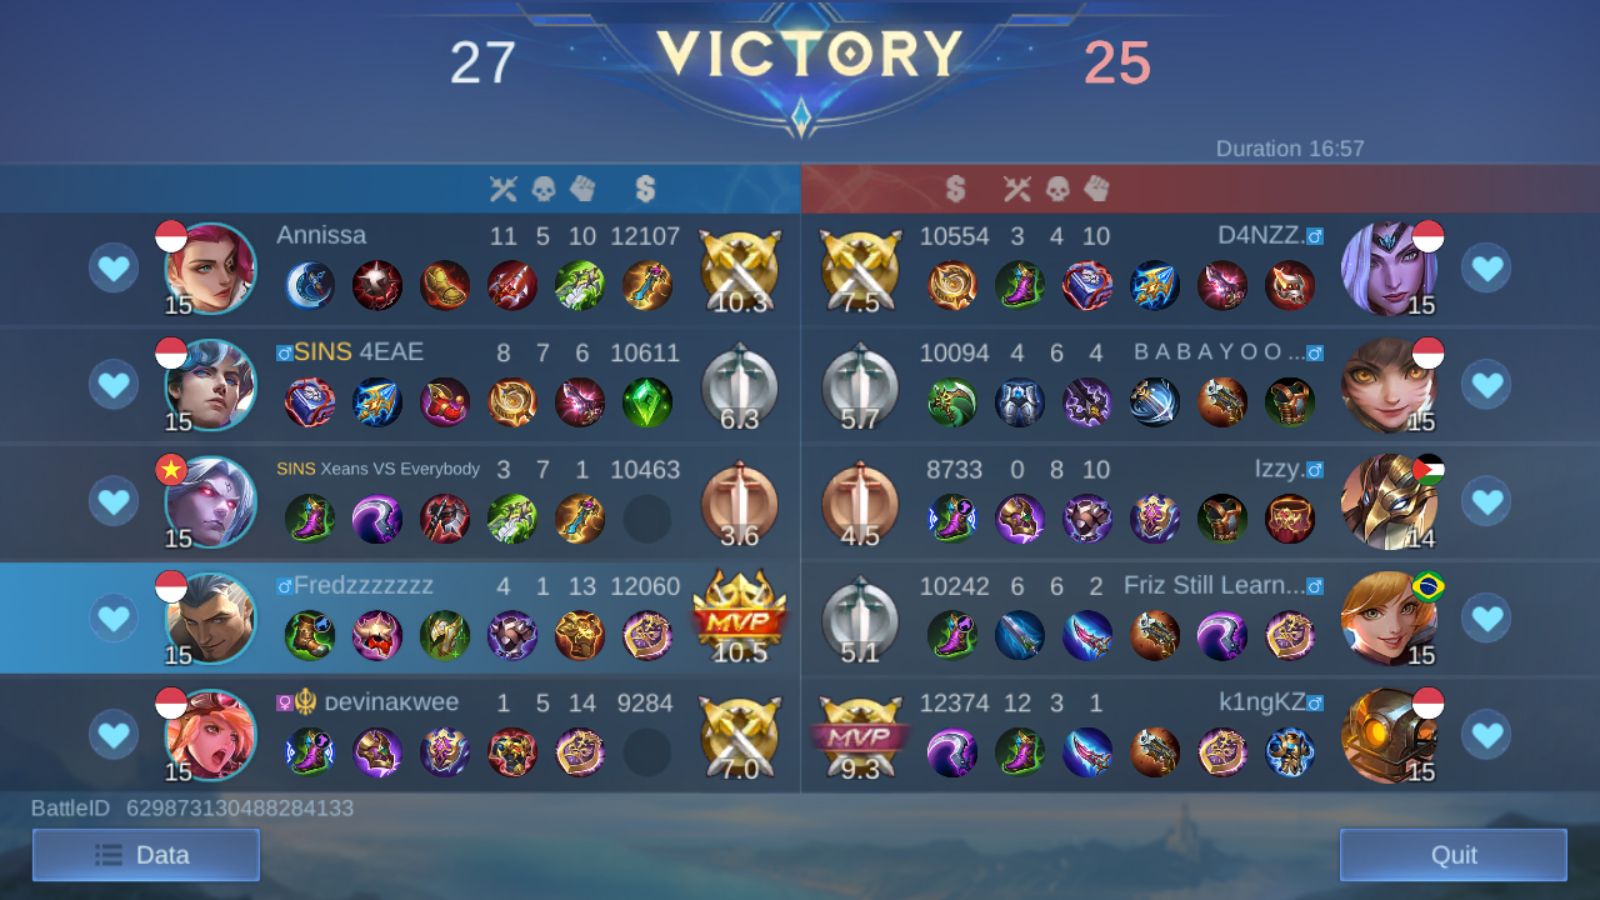 27 VICTORY 25
Duration 16:57
Annissa 11 5 10 12107
15 10.3
10554 3 4 10 D4NZZ.
7.5 15
SINS 4EAE 8 7 6 10611
15 6.3
10094 4 6 4 B A B A Y O O ...
5.7 15
SINS Xeans VS Everybody 3 7 1 10463
15 3.6
8733 0 8 10 Izzy.
4.5 14
Fredzzzzzzz 4 1 13 12060
MVP
15 10.5
10242 6 6 2 Friz Still Learn...
5.1 15
ᴅevinaᴋwee 1 5 14 9284
15 7.0
12374 12 3 1 k1ngKZ
MVP
9.3 15
BattleID 629873130488284133
Data
Quit